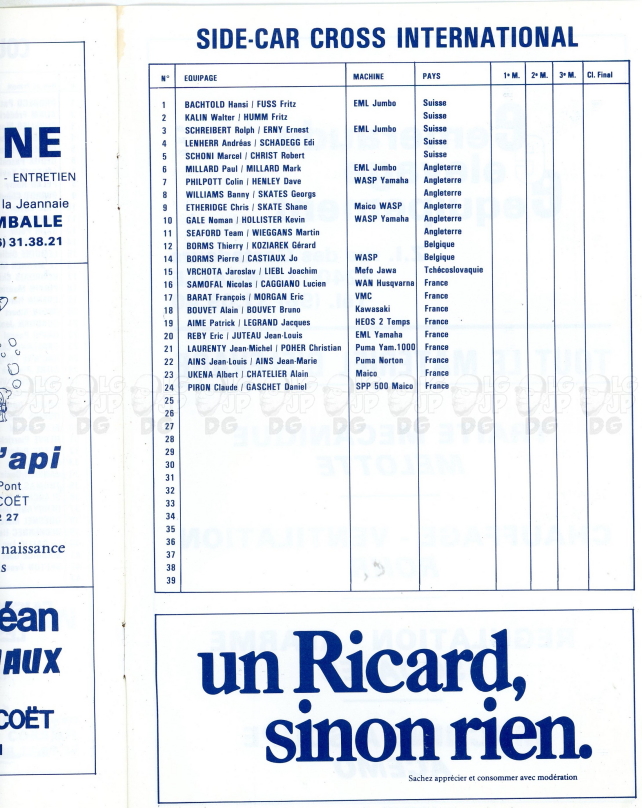 NE
- ENTRETIEN
la Jeannaie
MBALLE
31.38.21
'api
Pont
COËT
27
naissance
s
éan
AUX
COËT
SIDE-CAR CROSS INTERNATIONAL
N° EQUIPAGE MACHINE PAYS 1e M. 2e M. 3e M. Cl. Final
1 BACHTOLD Hansi / FUSS Fritz EML Jumbo Suisse
2 KALIN Walter / HUMM Fritz Suisse
3 SCHREIBERT Rolph / ERNY Ernest EML Jumbo Suisse
4 LENHERR Andréas / SCHADEGG Edi Suisse
5 SCHONI Marcel / CHRIST Robert Suisse
6 MILLARD Paul / MILLARD Mark EML Jumbo Angleterre
7 PHILPOTT Colin / HENLEY Dave WASP Yamaha Angleterre
8 WILLIAMS Banny / SKATES Georgs Angleterre
9 ETHERIDGE Chris / SKATE Shane Maico WASP Angleterre
10 GALE Noman / HOLLISTER Kevin WASP Yamaha Angleterre
11 SEAFORD Team / WIEGGANS Martin Angleterre
12 BORMS Thierry / KOZIAREK Gérard Belgique
14 BORMS Pierre / CASTIAUX Jo WASP Belgique
15 VRCHOTA Jaroslav / LIEBL Joachim Mefo Jawa Tchécoslovaquie
16 SAMOFAL Nicolas / CAGGIANO Lucien WAN Husqvarna France
17 BARAT François / MORGAN Eric VMC France
18 BOUVET Alain / BOUVET Bruno Kawasaki France
19 AIME Patrick / LEGRAND Jacques HEOS 2 Temps France
20 REBY Eric / JUTEAU Jean-Louis EML Yamaha France
21 LAURENTY Jean-Michel / POHER Christian Puma Yam.1000 France
22 AINS Jean-Louis / AINS Jean-Marie Puma Norton France
23 UKENA Albert / CHATELIER Alain Maico France
24 PIRON Claude / GASCHET Daniel SPP 500 Maico France
25
26
27
28
29
30
31
32
33
34
35
36
37
38
39
un Ricard,
sinon rien.
Sachez apprécier et consommer avec modération